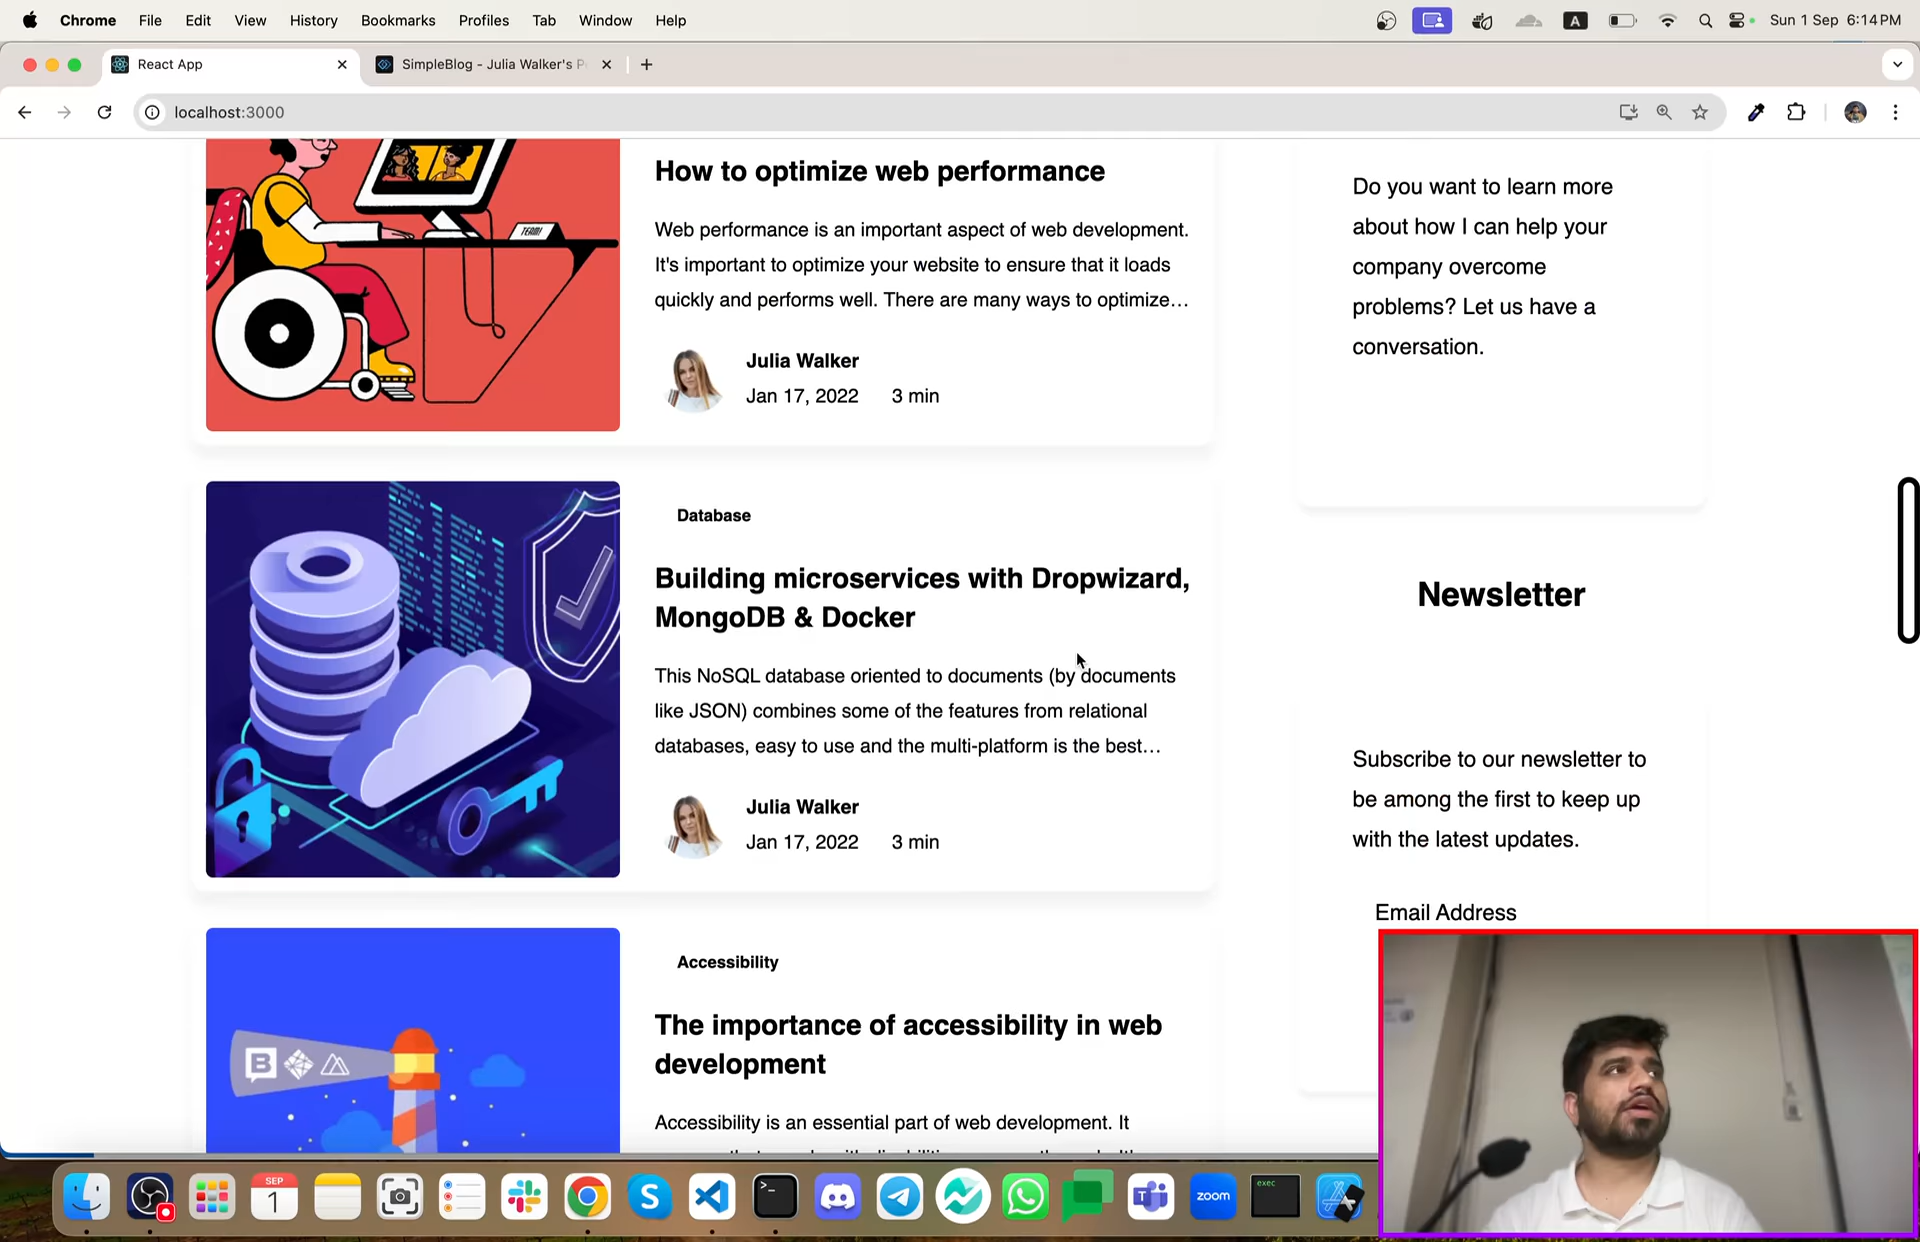 Chrome File Edit View History Bookmarks Profiles Tab Window Help
A Sun 1 Sep 6:14 PM
React App
SimpleBlog - Julia Walker's P
localhost:3000
TEAM!
How to optimize web performance
Web performance is an important aspect of web development.
It's important to optimize your website to ensure that it loads
quickly and performs well. There are many ways to optimize...
Julia Walker
Jan 17, 2022 3 min
Database
Building microservices with Dropwizard,
MongoDB & Docker
This NoSQL database oriented to documents (by documents
like JSON) combines some of the features from relational
databases, easy to use and the multi-platform is the best...
Julia Walker
Jan 17, 2022 3 min
B
Accessibility
The importance of accessibility in web
development
Accessibility is an essential part of web development. It
Do you want to learn more
about how I can help your
company overcome
problems? Let us have a
conversation.
Newsletter
Subscribe to our newsletter to
be among the first to keep up
with the latest updates.
Email Address
SEP
1
S
T
zoom
exec